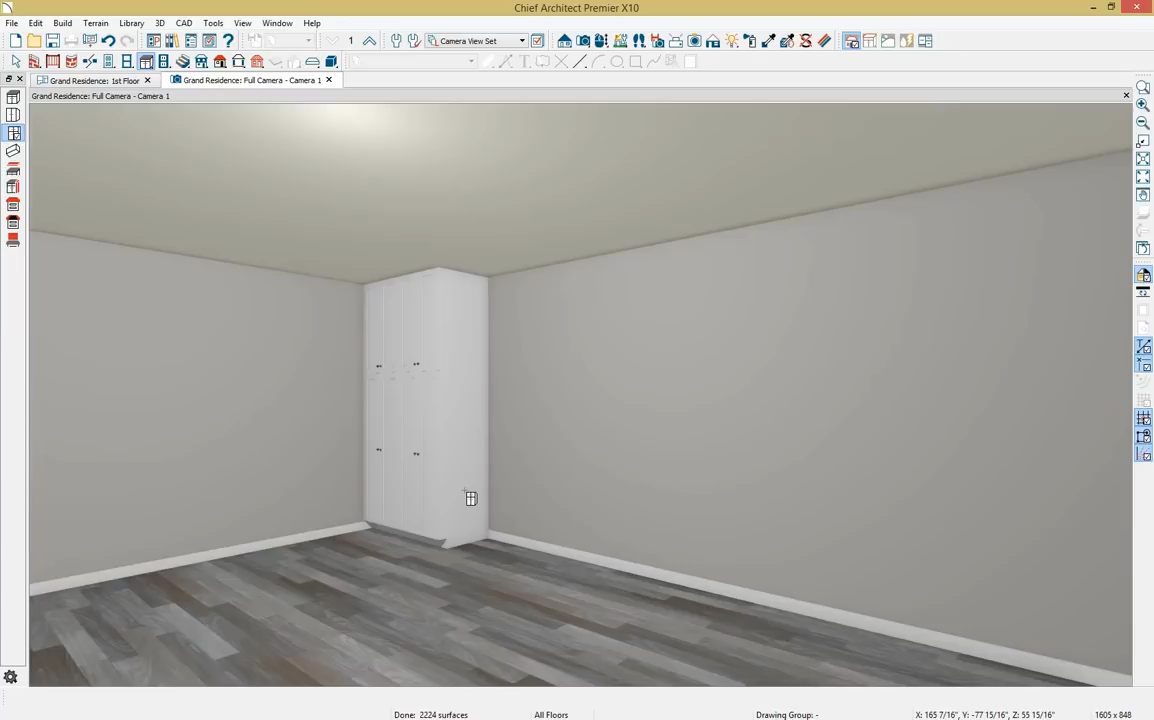 Chief Architect Premier X10
File Edit Build Terrain Library 3D CAD Tools View Window Help
1 Camera View Set
Grand Residence: 1st Floor Grand Residence: Full Camera - Camera 1
Grand Residence: Full Camera - Camera 1
Done: 2224 surfaces All Floors Drawing Group: - X: 165 7/16", Y: -77 15/16", Z: 55 15/16" 1605 x 848